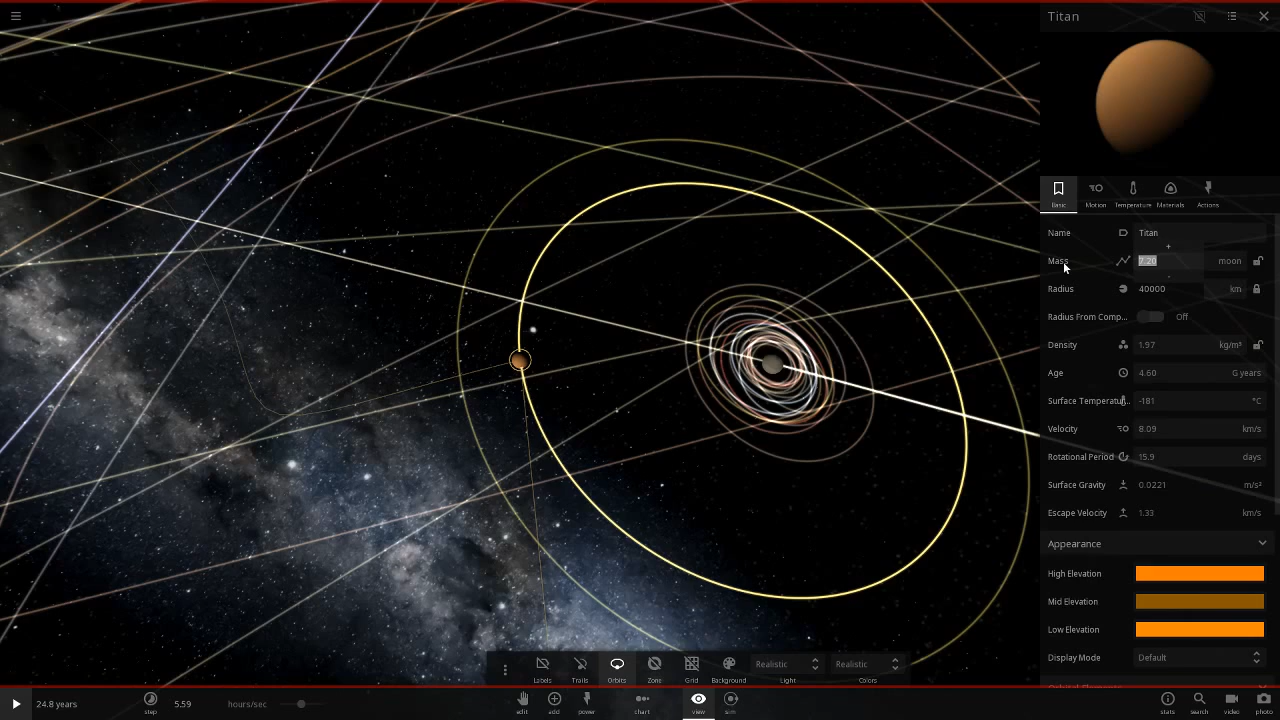 Titan
Basic
Motion
Temperature
Materials
Actions
Name Titan
+
Mass 7.20 moon
-
Radius 40000 km
Radius From Comp... Off
Density 1.97 kg/m³
Age 4.60 G years
Surface Temperatu... -181 °C
Velocity 8.09 km/s
Rotational Period 15.9 days
Surface Gravity 0.0221 m/s²
Escape Velocity 1.33 km/s
Appearance
High Elevation
Mid Elevation
Low Elevation
Display Mode Default
Labels
Trails
Orbits
Zone
Grid
Background
Realistic
Light
Realistic
Colors
24.8 years
step
5.59 hours/sec
edit
add
power
chart
view
sim
stats
search
video
photo